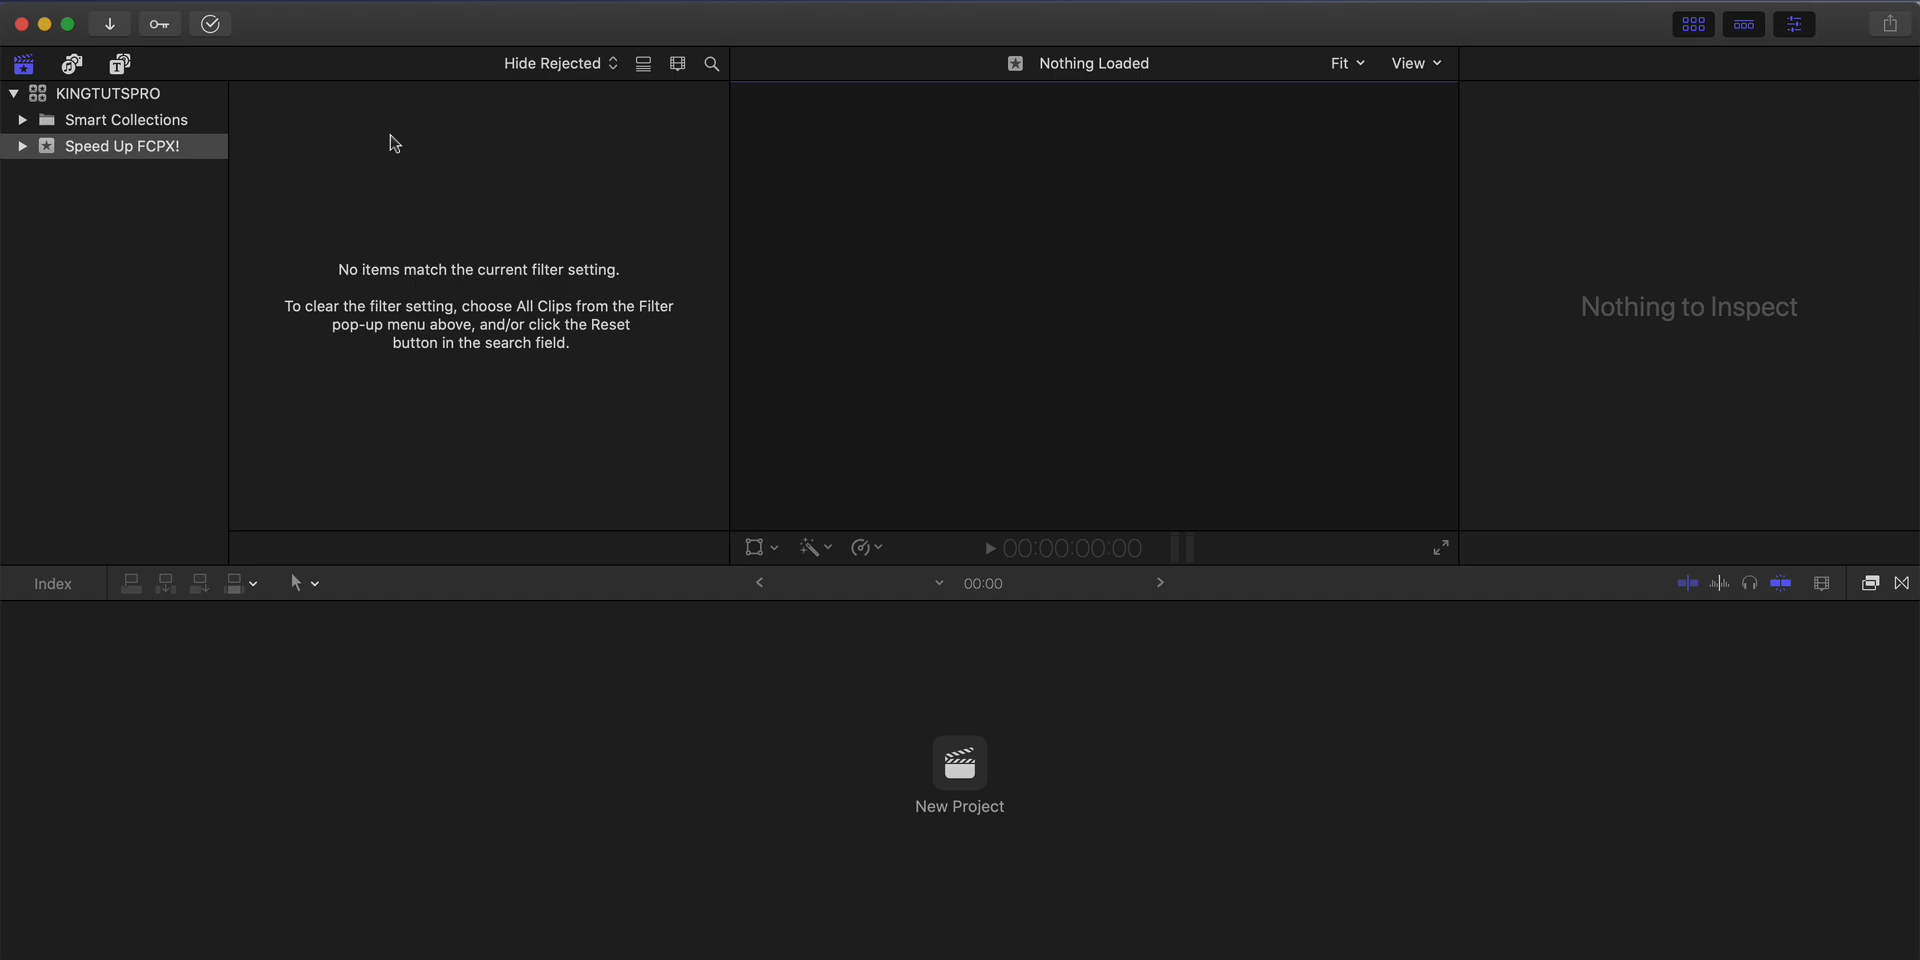 Hide Rejected
Nothing Loaded
Fit
View
KINGTUTSPRO
Smart Collections
Speed Up FCPX!
No items match the current filter setting.
To clear the filter setting, choose All Clips from the Filter
pop-up menu above, and/or click the Reset
button in the search field.
Nothing to Inspect
00:00:00:00
Index
00:00
New Project